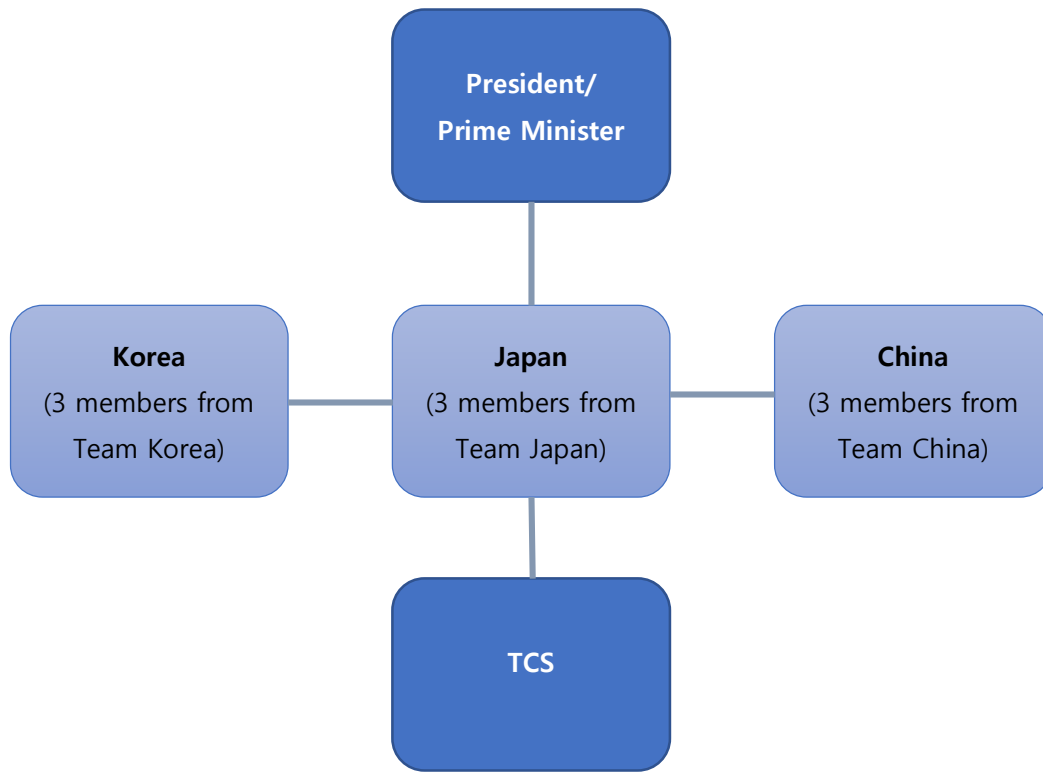 President/
Prime Minister
Korea
(3 members from
Team Korea)
Japan
(3 members from
Team Japan)
China
(3 members from
Team China)
TCS